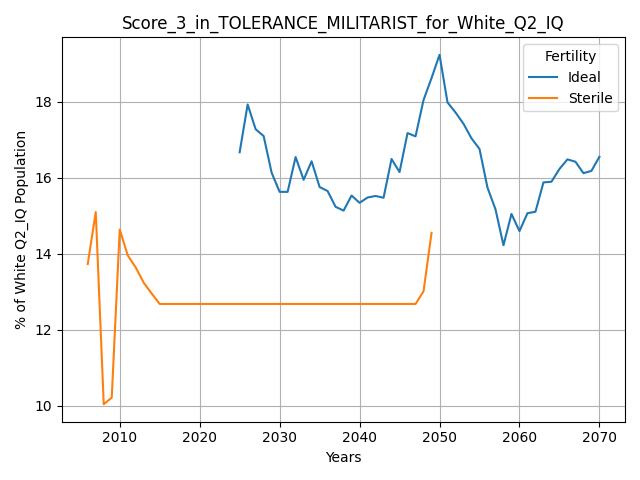 Score_3_in_TOLERANCE_MILITARIST_for_White_Q2_IQ
Fertility
Ideal
Sterile
% of White Q2_IQ Population
18
16
14
12
10
2010 2020 2030 2040 2050 2060 2070
Years